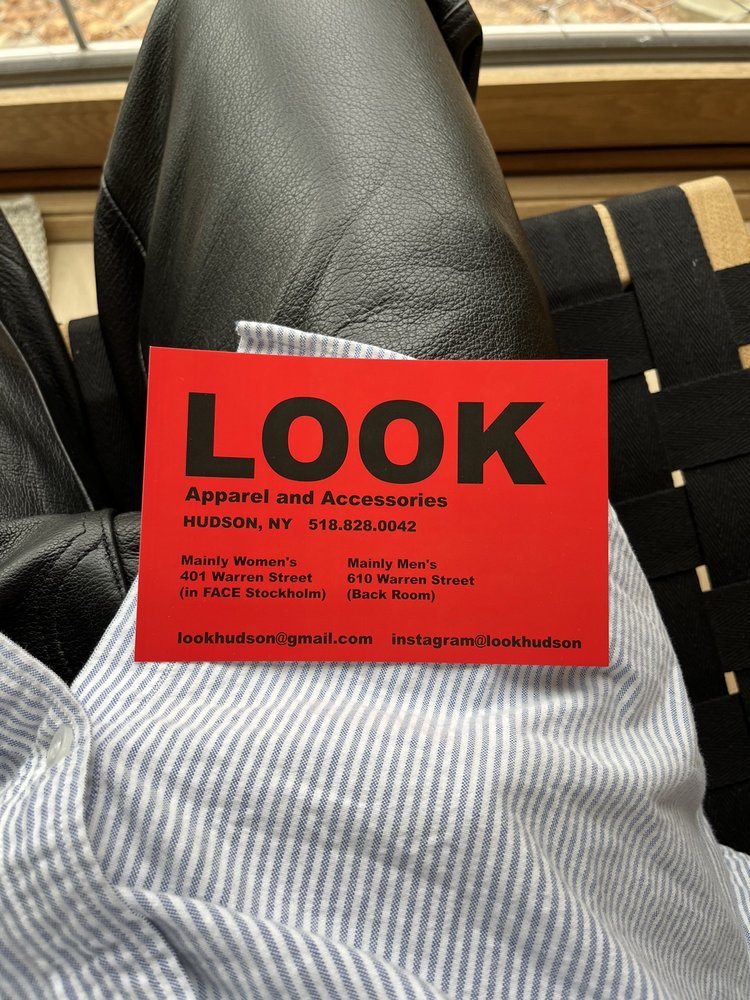 LOOK
Apparel and Accessories
HUDSON, NY 518.828.0042
Mainly Women's
401 Warren Street
(in FACE Stockholm)
Mainly Men's
610 Warren Street
(Back Room)
lookhudson@gmail.com instagram@lookhudson